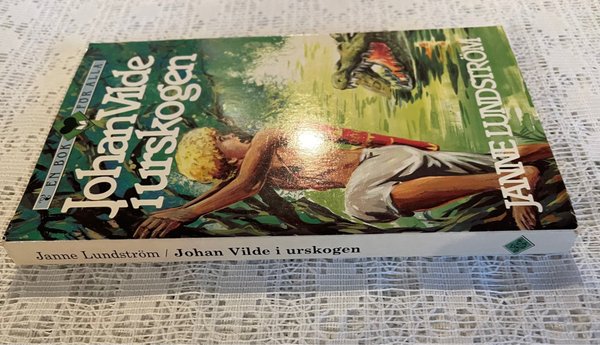 EN BOK FÖR ALLA
Johan Vilde
i urskogen
JANNE LUNDSTRÖM
Janne Lundström / Johan Vilde i urskogen